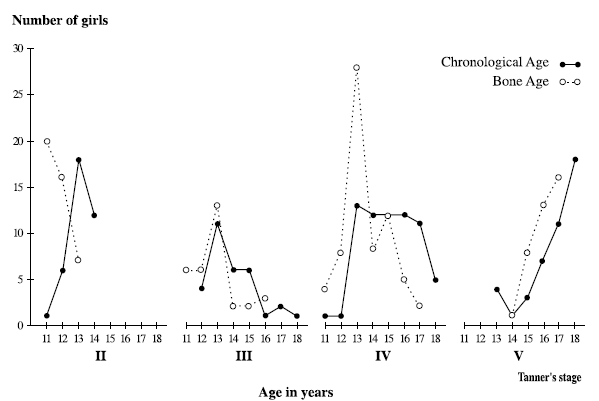 Number of girls
30
Chronological Age
Bone Age
25
20
15
10
5
0
11 12 13 14 15 16 17 18 11 12 13 14 15 16 17 18 11 12 13 14 15 16 17 18 11 12 13 14 15 16 17 18
II III IV V
Tanner's stage
Age in years